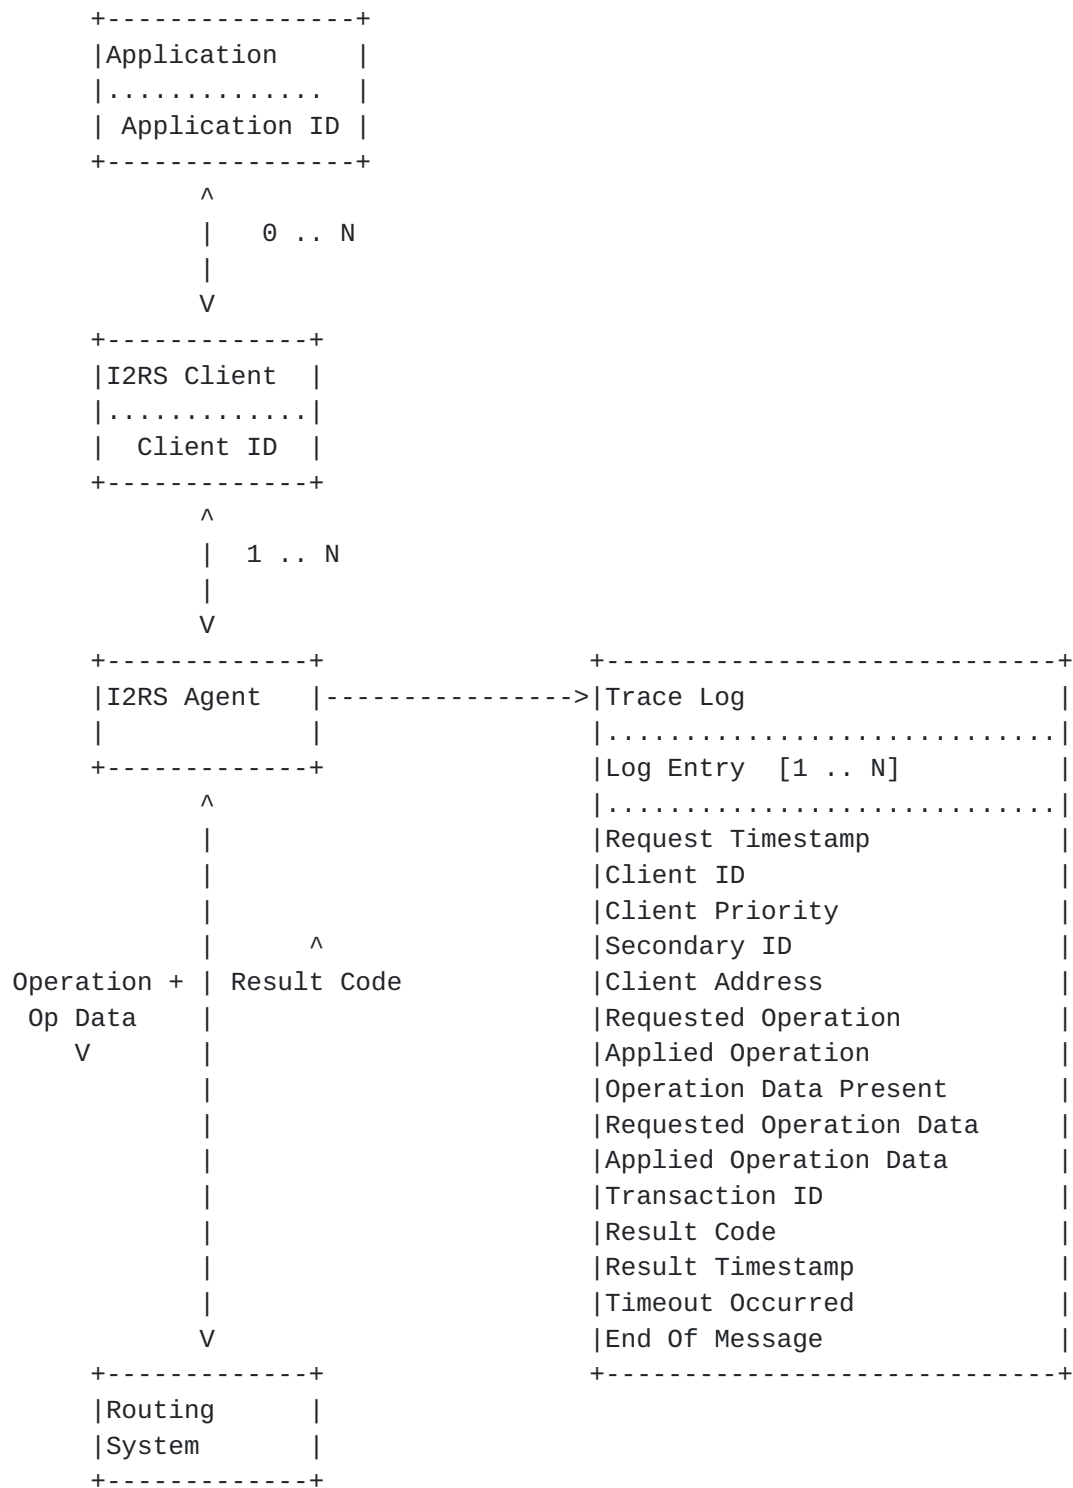 +----------------+
|Application     |
|..............  |
| Application ID |
+----------------+
       ^
       |   0 .. N
       |
       V
+-------------+
|I2RS Client  |
|.............|
|  Client ID  |
+-------------+
       ^
       |  1 .. N
       |
       V
+-------------+                 +-----------------------------+
|I2RS Agent   |---------------->|Trace Log                    |
|             |                 |.............................|
+-------------+                 |Log Entry  [1 .. N]          |
       ^                        |.............................|
       |                        |Request Timestamp            |
       |                        |Client ID                    |
       |                        |Client Priority              |
       |      ^                 |Secondary ID                 |
Operation + | Result Code            |Client Address               |
 Op Data    |                        |Requested Operation          |
    V       |                        |Applied Operation            |
       |                        |Operation Data Present       |
       |                        |Requested Operation Data     |
       |                        |Applied Operation Data       |
       |                        |Transaction ID               |
       |                        |Result Code                  |
       |                        |Result Timestamp             |
       |                        |Timeout Occurred             |
       V                        |End Of Message               |
+-------------+                 +-----------------------------+
|Routing      |
|System       |
+-------------+